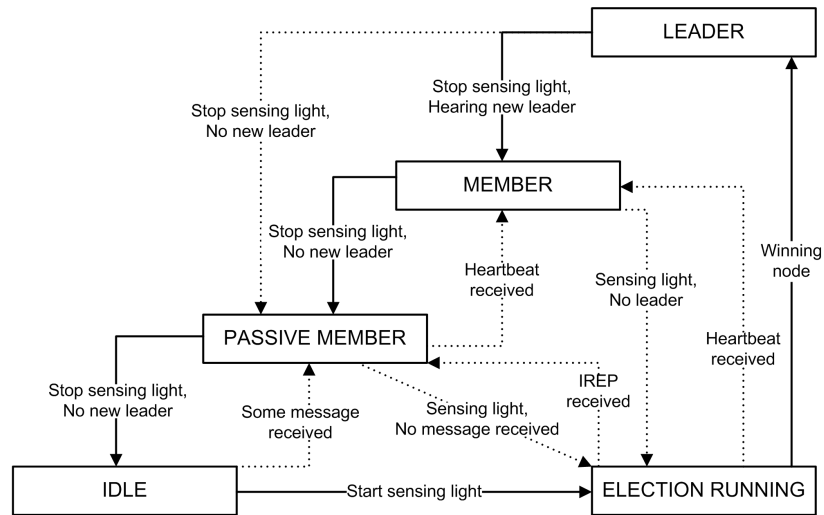 LEADER
Stop sensing light,
Hearing new leader
Stop sensing light,
No new leader
MEMBER
Stop sensing light,
No new leader
Heartbeat
received
Sensing light,
No leader
Winning
node
PASSIVE MEMBER
Heartbeat
received
Stop sensing light,
No new leader
Some message
received
Sensing light,
No message received
IREP
received
IDLE
Start sensing light
ELECTION RUNNING